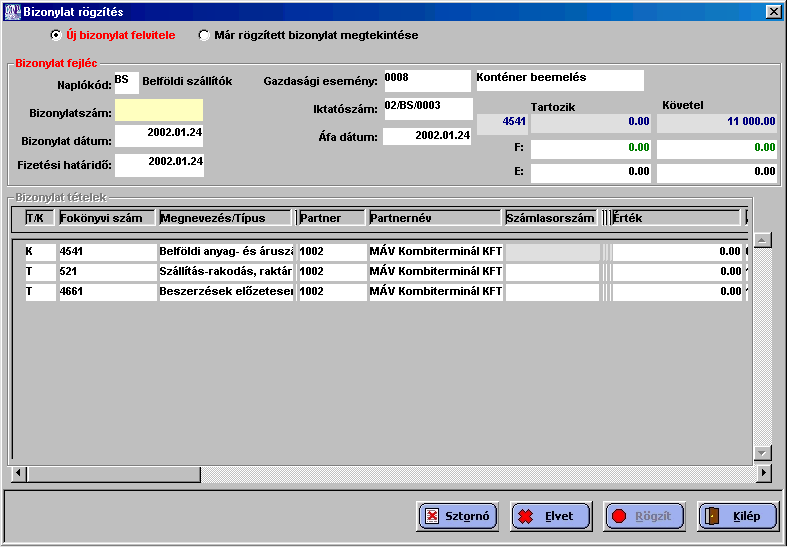 Bizonylat rögzítés
Új bizonylat felvitele Már rögzített bizonylat megtekintése
Bizonylat fejléc
Naplókód: BS Belföldi szállítók Gazdasági esemény: 0008 Konténer beemelés
Bizonylatszám: Iktatószám: 02/BS/0003 Tartozik Követel
4541 0.00 11 000.00
Bizonylat dátum: 2002.01.24 Áfa dátum: 2002.01.24
F: 0.00 0.00
Fizetési határidő: 2002.01.24
E: 0.00 0.00
Bizonylat tételek
T/K Fokönyvi szám Megnevezés/Típus Partner Partnernév Számlasorszám Érték
K 4541 Belföldi anyag- és áruszá 1002 MÁV Kombiterminál KFT 0.00
T 521 Szállítás-rakodás, raktár 1002 MÁV Kombiterminál KFT 0.00
T 4661 Beszerzések előzetesen 1002 MÁV Kombiterminál KFT 0.00
Sztornó Elvet Rögzít Kilép